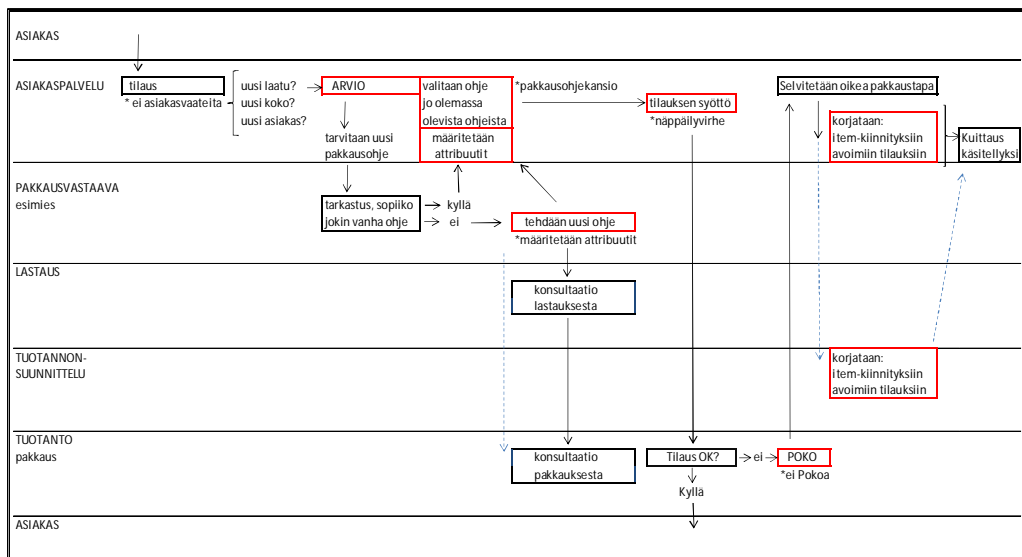 ASIAKAS
ASIAKASPALVELU
tilaus
* ei asiakasvaateita
uusi laatu?
uusi koko?
uusi asiakas?
ARVIO
tarvitaan uusi
pakkausohje
valitaan ohje
jo olemassa
olevista ohjeista
määritetään
attribuutit
*pakkausohjekansio
tilauksen syöttö
*näppäilyvirhe
Selvitetään oikea pakkaustapa
korjataan:
item-kiinnityksiin
avoimiin tilauksiin
Kuittaus
käsitellyksi
PAKKAUSVASTAAVA
esimies
tarkastus, sopiiko
jokin vanha ohje
kyllä
ei
tehdään uusi ohje
*määritetään attribuutit
LASTAUS
konsultaatio
lastauksesta
TUOTANNON-
SUUNNITTELU
korjataan:
item-kiinnityksiin
avoimiin tilauksiin
TUOTANTO
pakkaus
konsultaatio
pakkauksesta
Tilaus OK?
ei
POKO
*ei Pokoa
Kyllä
ASIAKAS